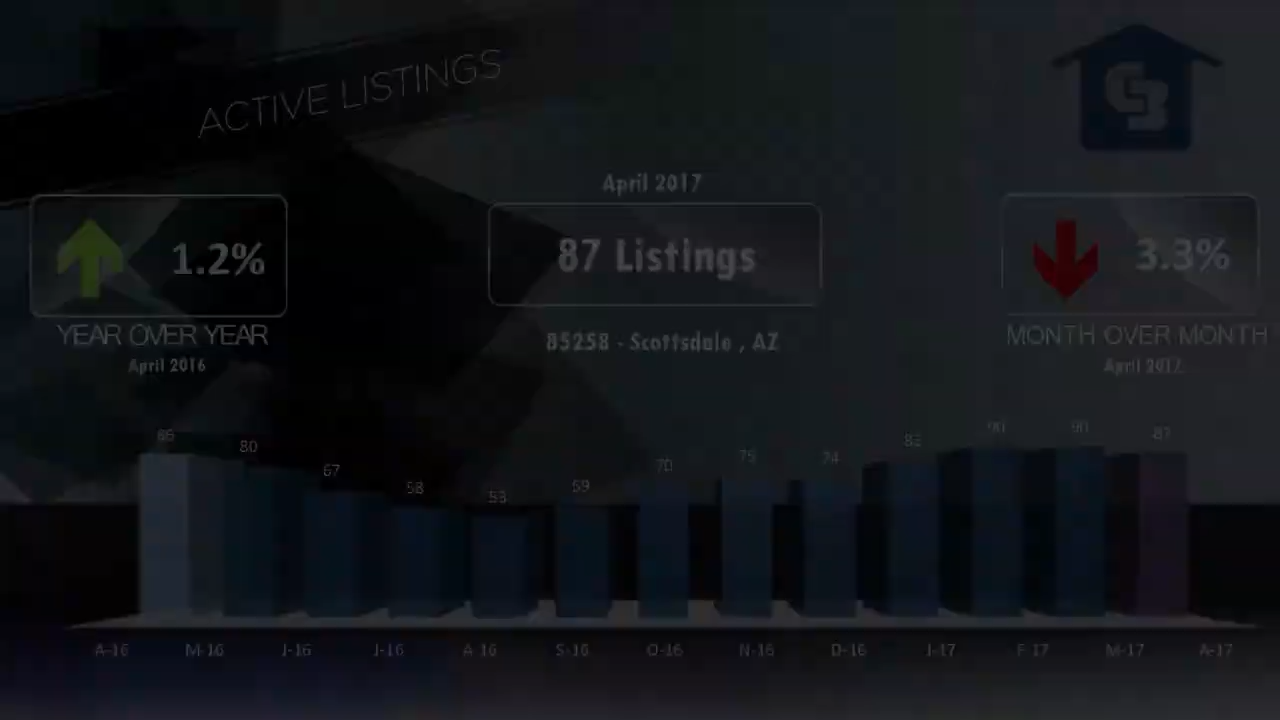 ACTIVE LISTINGS
CB
April 2017
1.2%
87 Listings
3.3%
YEAR OVER YEAR
85258 - Scottsdale , AZ
MONTH OVER MONTH
April 2016
April 2017
86
80
67
58
53
59
70
75
74
83
90
90
87
A-16
M-16
J-16
J-16
A-16
S-16
O-16
N-16
D-16
J-17
F-17
M-17
A-17